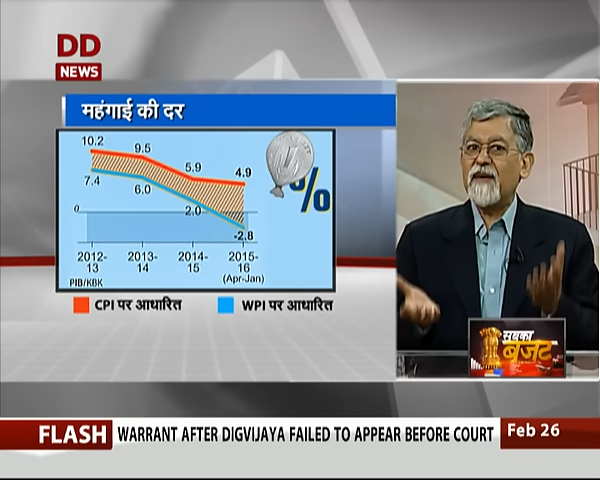 DD
NEWS
महंगाई की दर
10.2
9.5
5.9
4.9
%
7.4
6.0
2.0
0
-2.8
2012-
13
2013-
14
2014-
15
2015-
16
(Apr-Jan)
PIB/KBK
CPI पर आधारित
WPI पर आधारित
सबका
बजट
FLASH
WARRANT AFTER DIGVIJAYA FAILED TO APPEAR BEFORE COURT
Feb 26